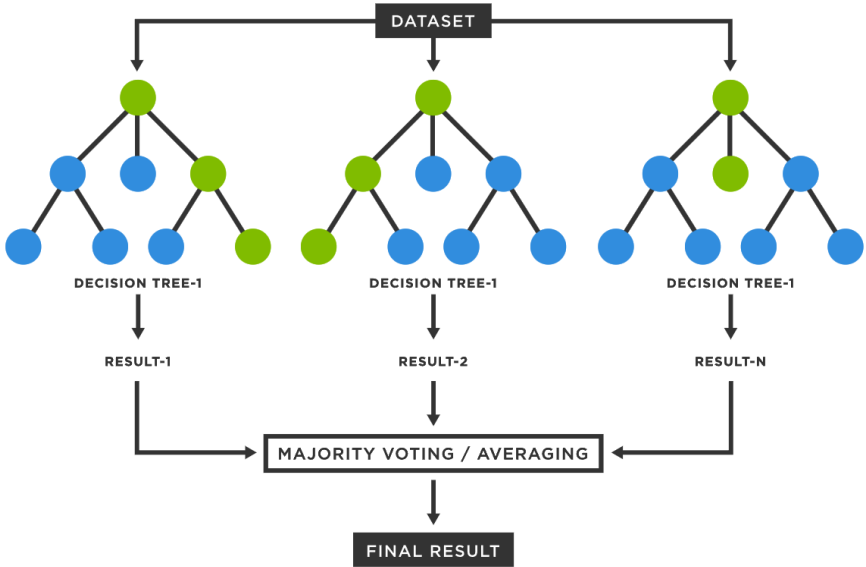 DATASET
DECISION TREE-1
DECISION TREE-1
DECISION TREE-1
RESULT-1
RESULT-2
RESULT-N
MAJORITY VOTING / AVERAGING
FINAL RESULT